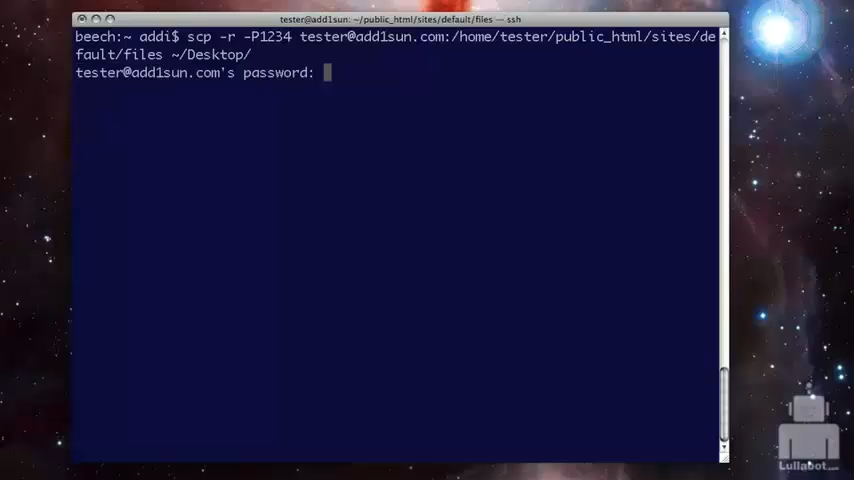 tester@add1sun: ~/public_html/sites/default/files — ssh
beech:~ addi$ scp -r -P1234 tester@add1sun.com:/home/tester/public_html/sites/de
fault/files ~/Desktop/
tester@add1sun.com's password:
Lullabot.com